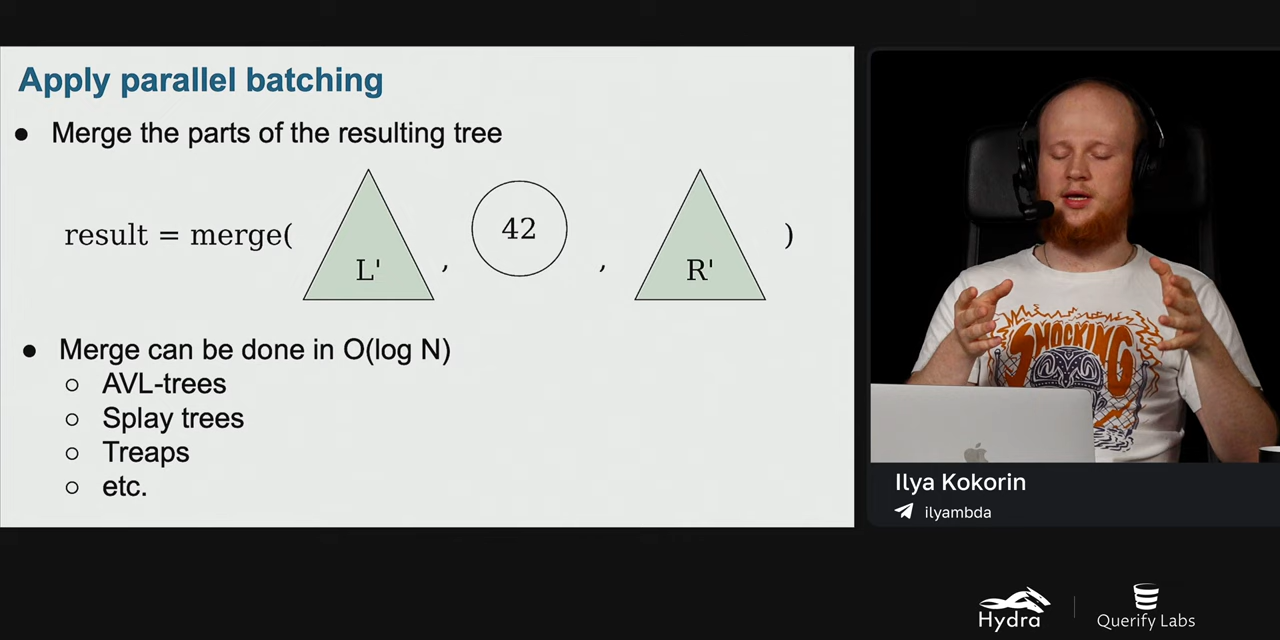 Apply parallel batching
● Merge the parts of the resulting tree
result = merge( L' , 42 , R' )
● Merge can be done in O(log N)
○ AVL-trees
○ Splay trees
○ Treaps
○ etc.
SMOCKING
Ilya Kokorin
ilyambda
Hydra
Querify Labs